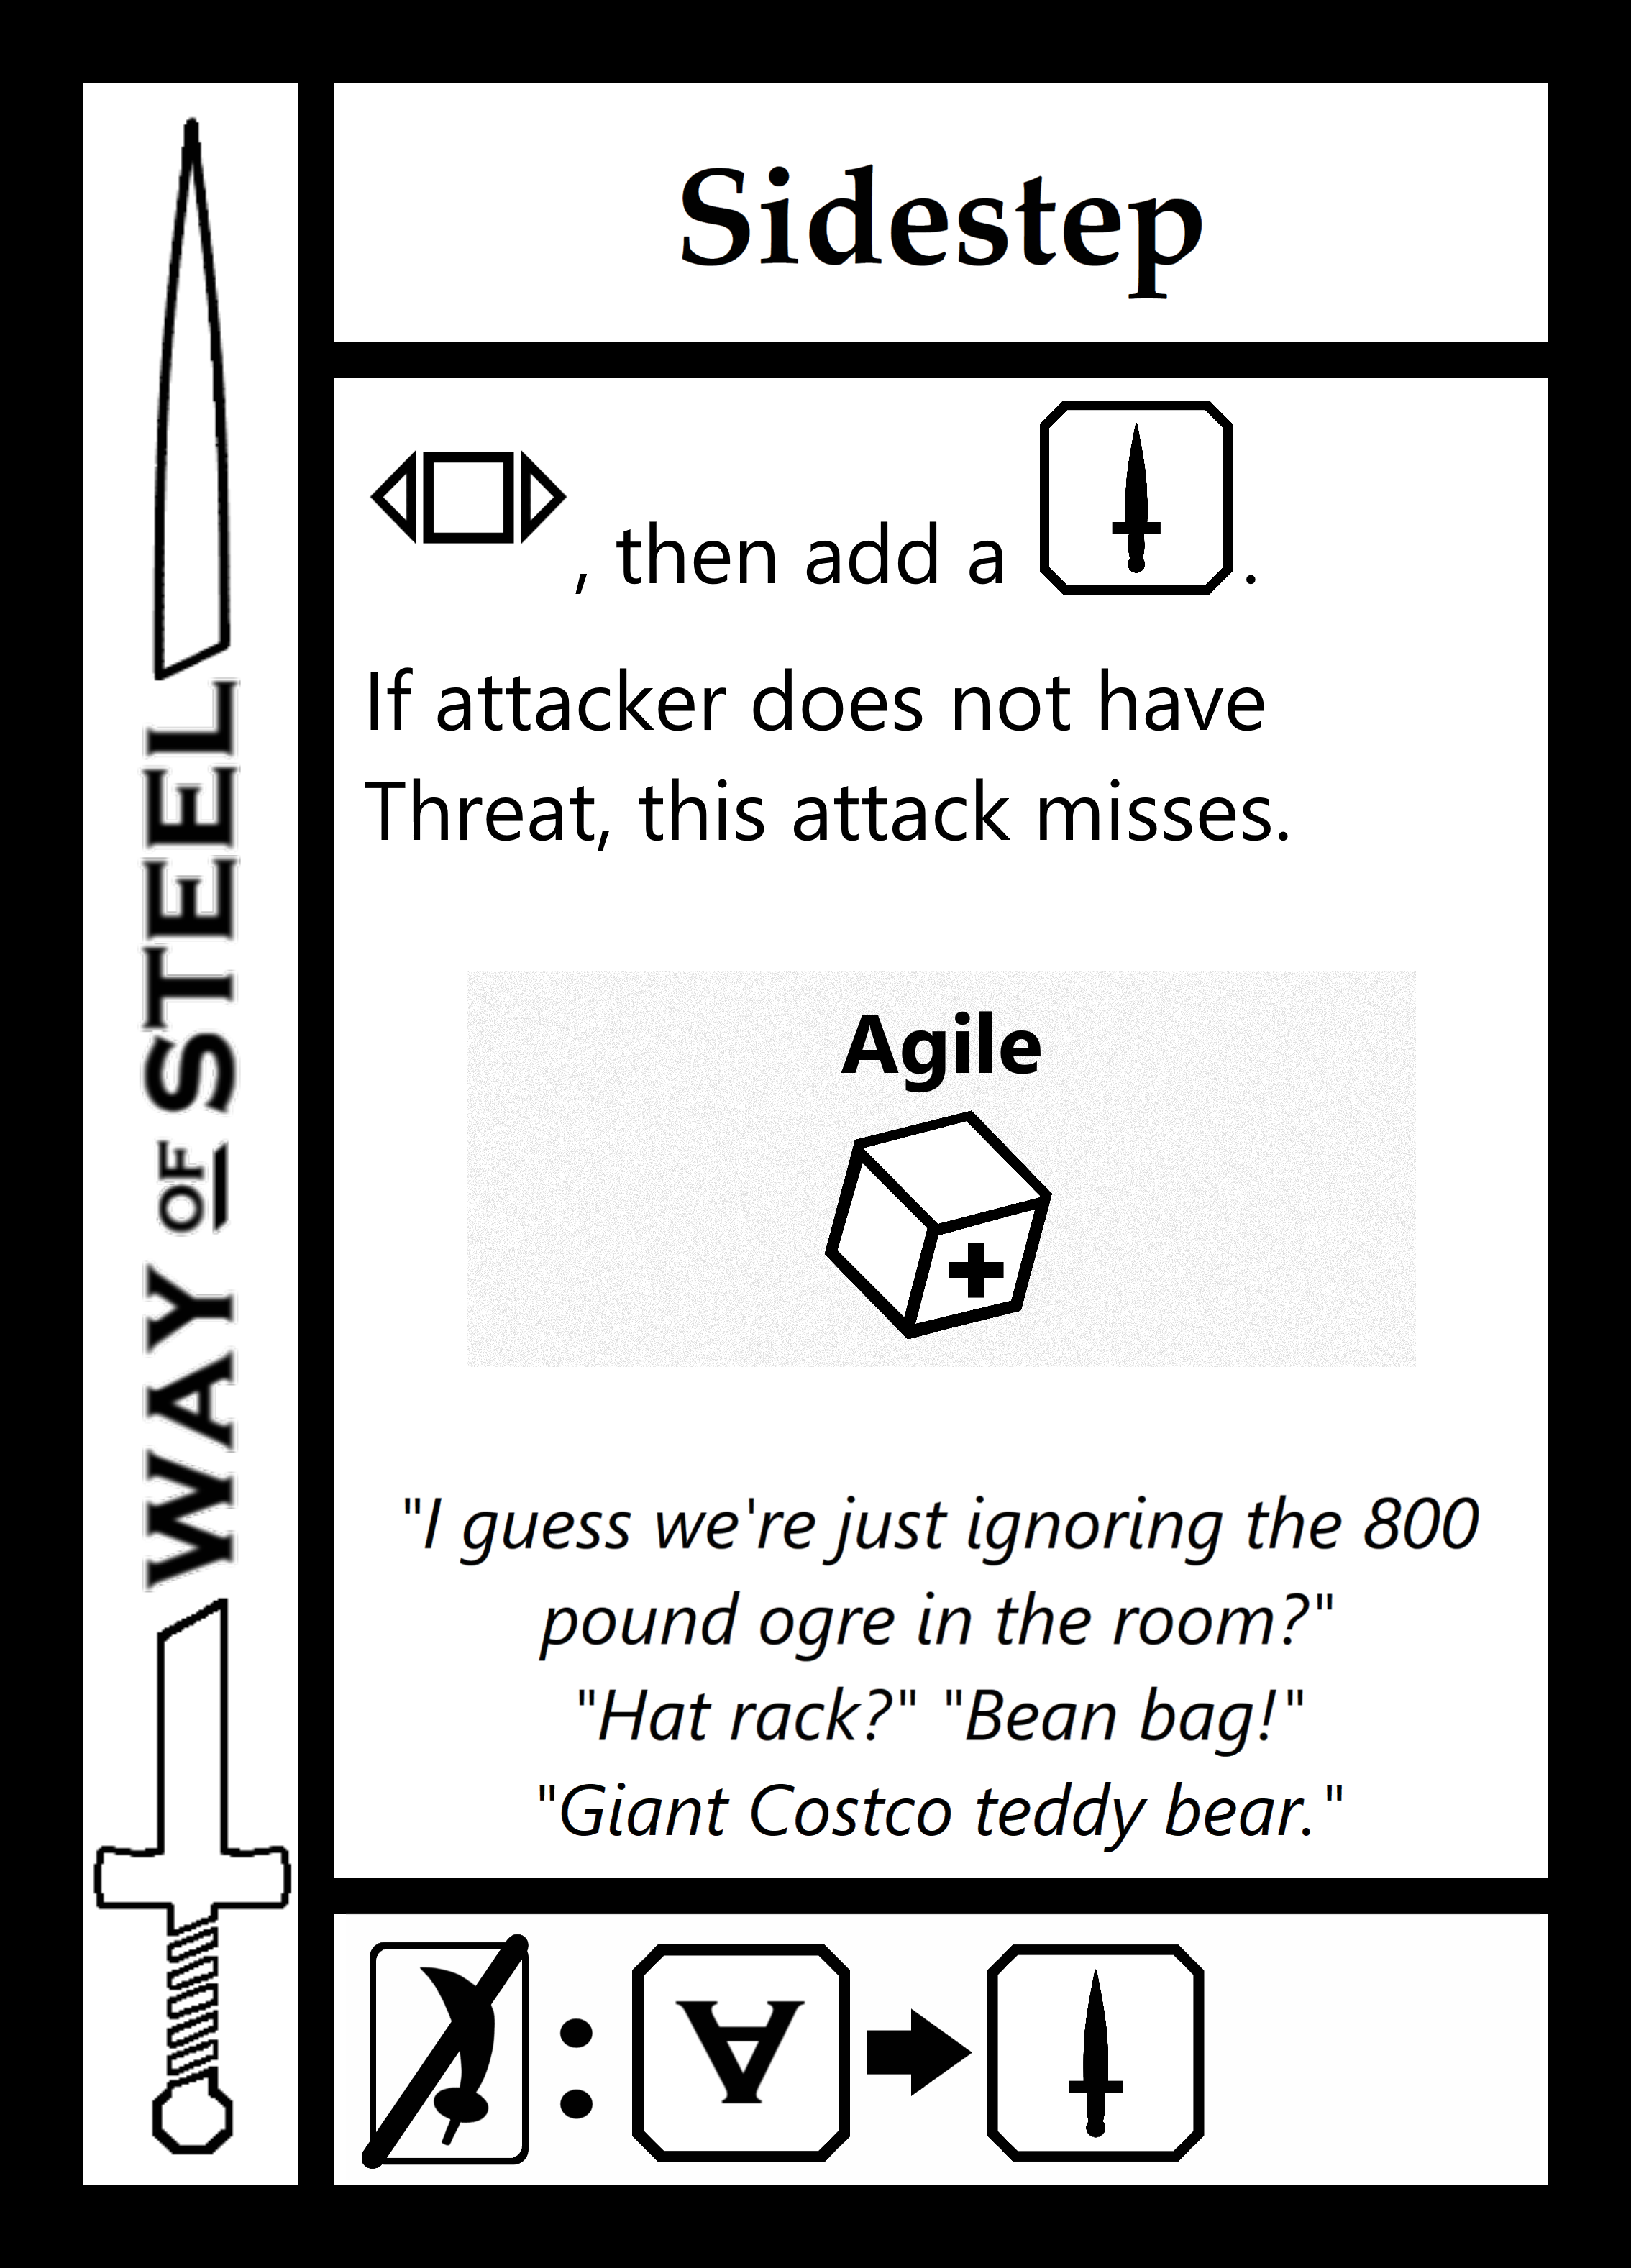 WAY OF STEEL
Sidestep
, then add a .
If attacker does not have
Threat, this attack misses.
Agile
+
"I guess we're just ignoring the 800
pound ogre in the room?"
"Hat rack?" "Bean bag!"
"Giant Costco teddy bear."
: ∀